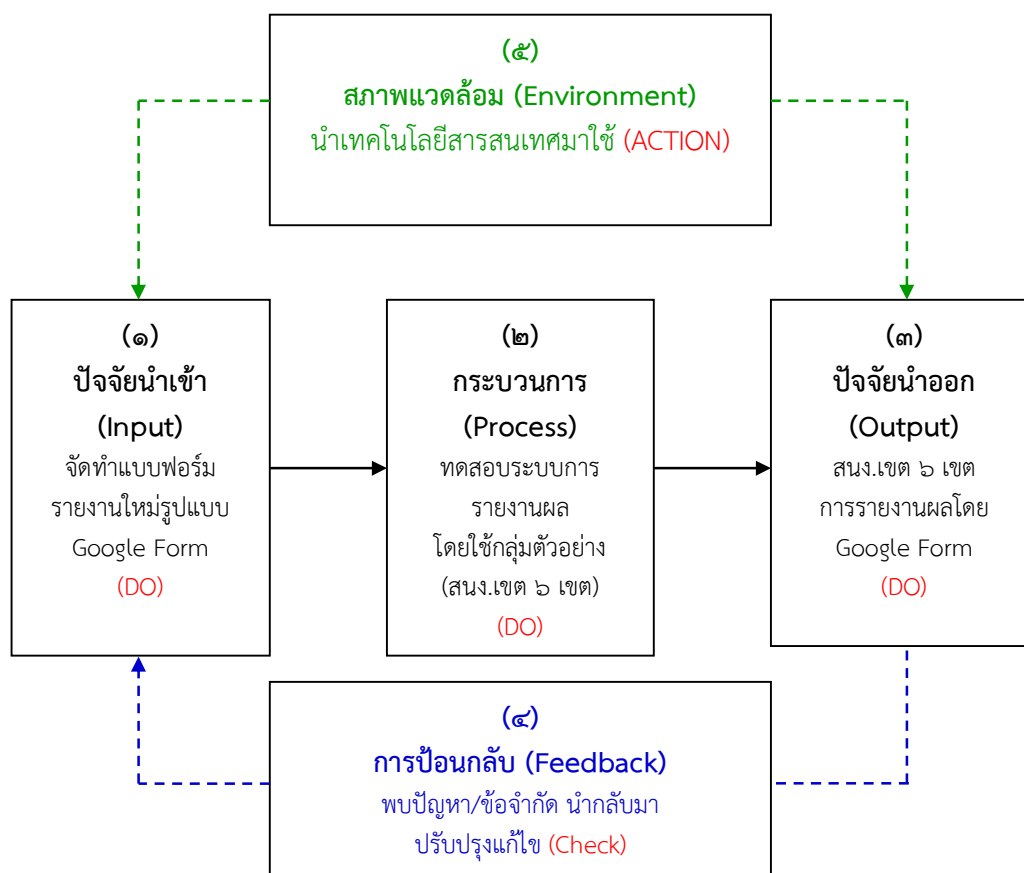 (๕)
สภาพแวดล้อม (Environment)
นำเทคโนโลยีสารสนเทศมาใช้ (ACTION)
(๑)
ปัจจัยนำเข้า
(Input)
จัดทำแบบฟอร์ม
รายงานใหม่รูปแบบ
Google Form
(DO)
(๒)
กระบวนการ
(Process)
ทดสอบระบบการ
รายงานผล
โดยใช้กลุ่มตัวอย่าง
(สนง.เขต ๖ เขต)
(DO)
(๓)
ปัจจัยนำออก
(Output)
สนง.เขต ๖ เขต
การรายงานผลโดย
Google Form
(DO)
(๔)
การป้อนกลับ (Feedback)
พบปัญหา/ข้อจำกัด นำกลับมา
ปรับปรุงแก้ไข (Check)